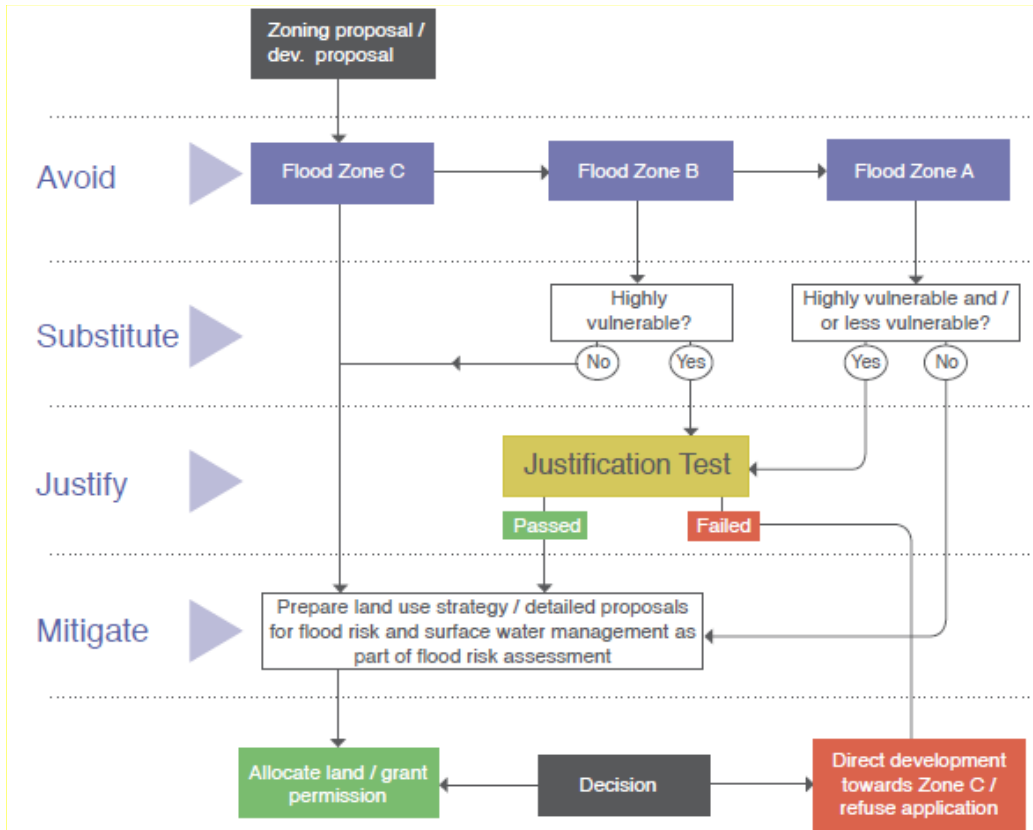 Zoning proposal /
dev. proposal
Avoid
Flood Zone C
Flood Zone B
Flood Zone A
Substitute
Highly
vulnerable?
No
Yes
Highly vulnerable and /
or less vulnerable?
Yes
No
Justify
Justification Test
Passed
Failed
Mitigate
Prepare land use strategy / detailed proposals
for flood risk and surface water management as
part of flood risk assessment
Allocate land / grant
permission
Decision
Direct development
towards Zone C /
refuse application